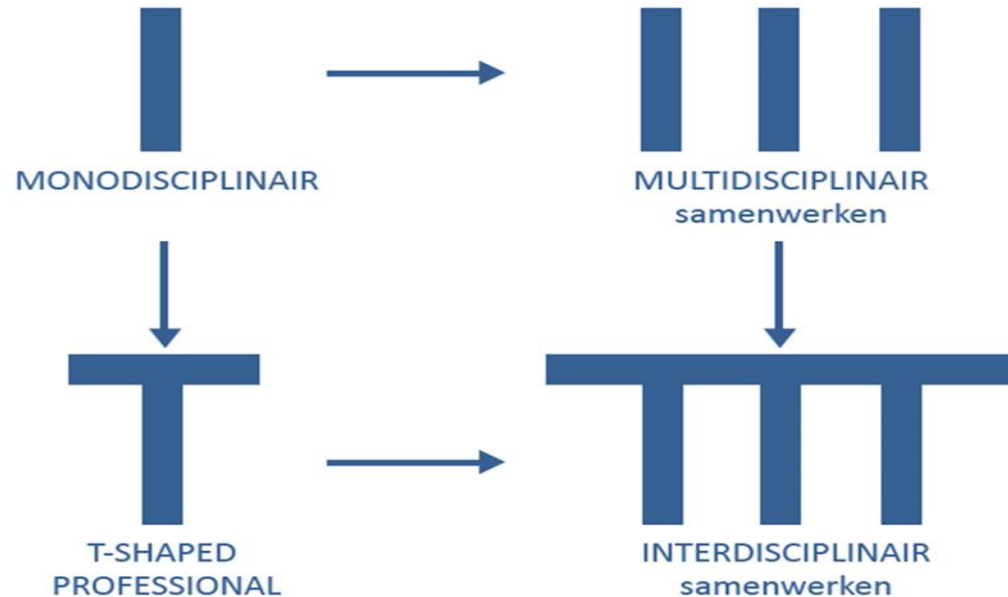 MONODISCIPLINAIR
MULTIDISCIPLINAIR
samenwerken
T-SHAPED
PROFESSIONAL
INTERDISCIPLINAIR
samenwerken